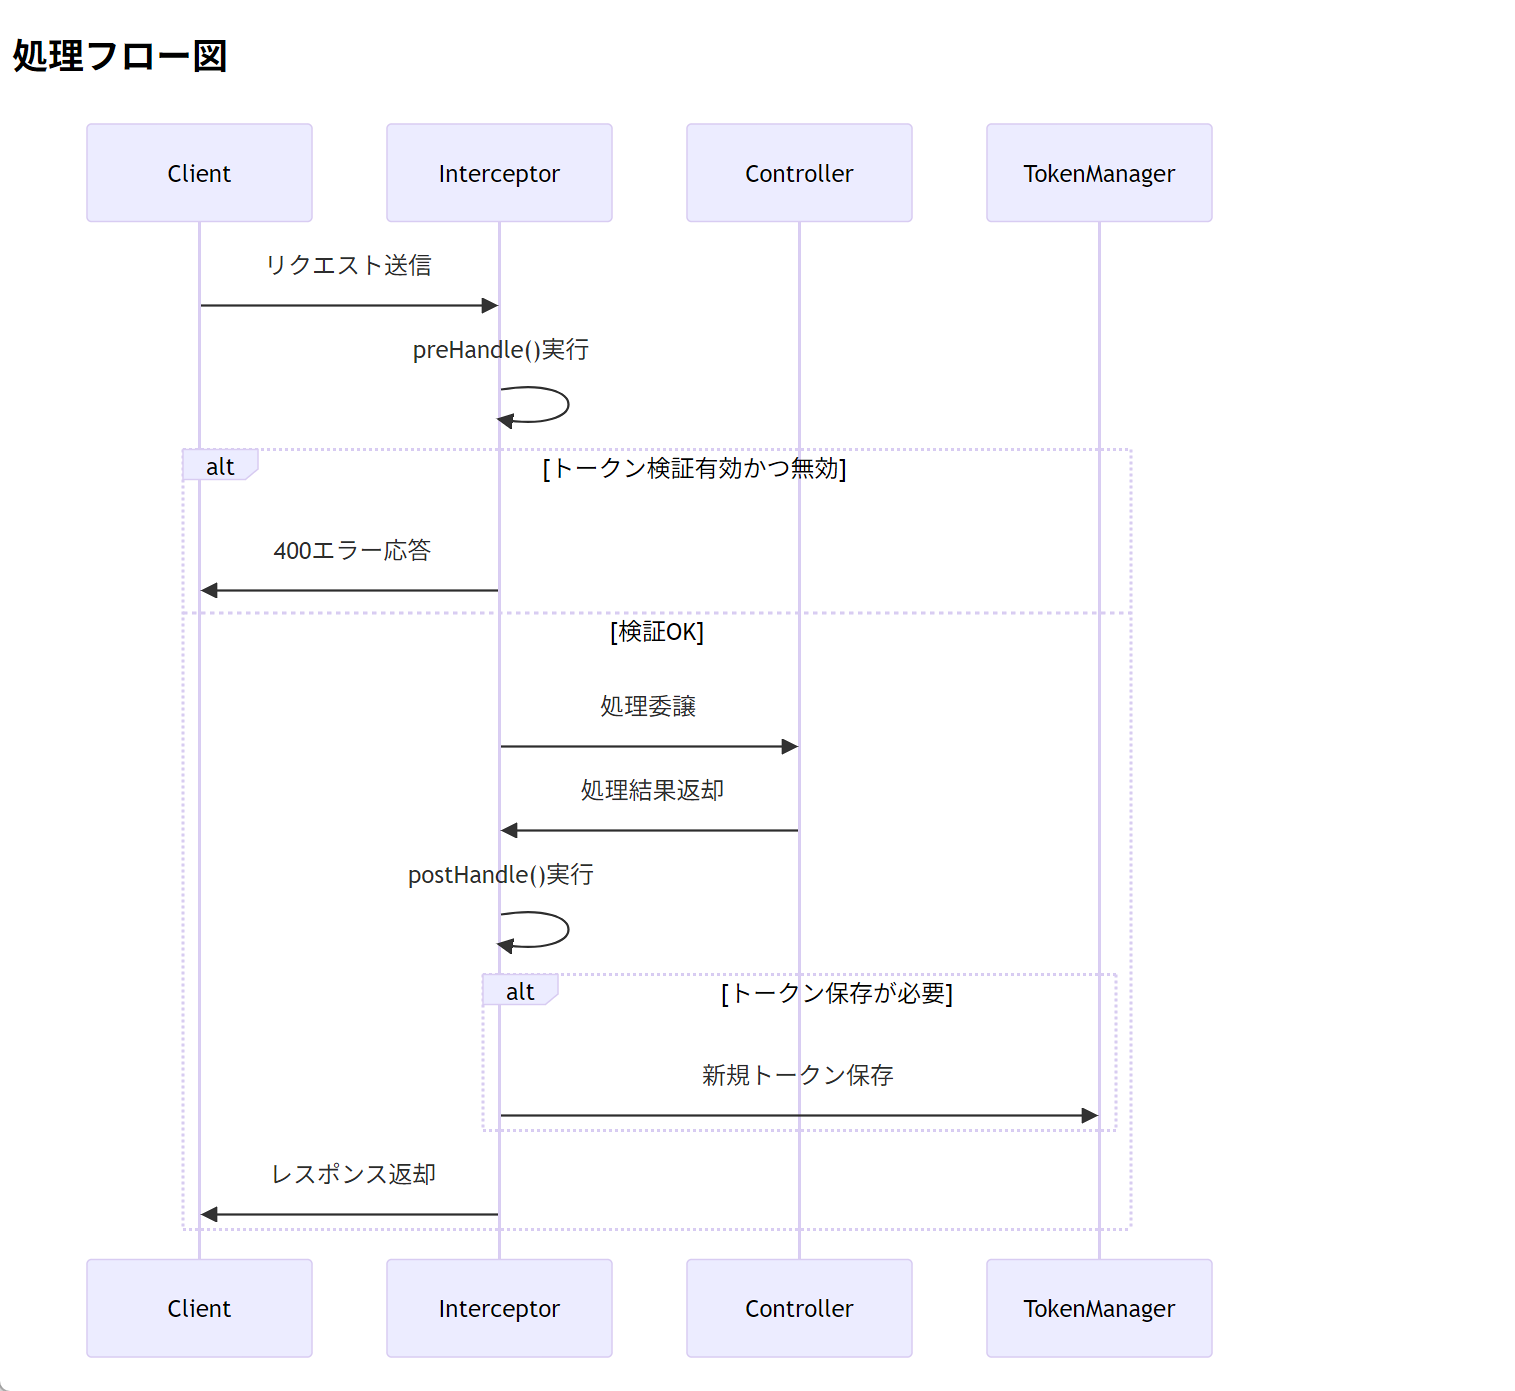 処理フロー図
Client
Interceptor
Controller
TokenManager
リクエスト送信
preHandle()実行
alt
[トークン検証有効かつ無効]
400エラー応答
[検証OK]
処理委譲
処理結果返却
postHandle()実行
alt
[トークン保存が必要]
新規トークン保存
レスポンス返却
Client
Interceptor
Controller
TokenManager